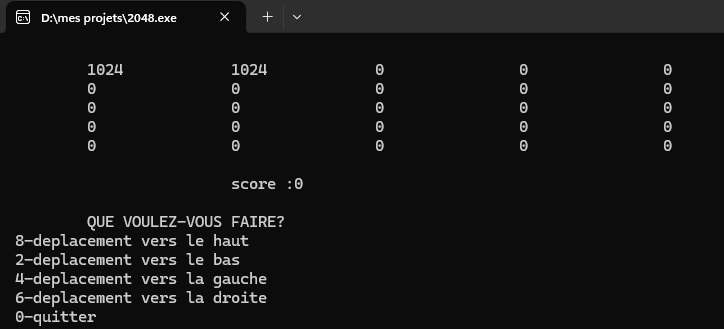 D:\mes projets\2048.exe
1024 1024 0 0 0
0 0 0 0 0
0 0 0 0 0
0 0 0 0 0
0 0 0 0 0
score :0
QUE VOULEZ-VOUS FAIRE?
8-deplacement vers le haut
2-deplacement vers le bas
4-deplacement vers la gauche
6-deplacement vers la droite
0-quitter